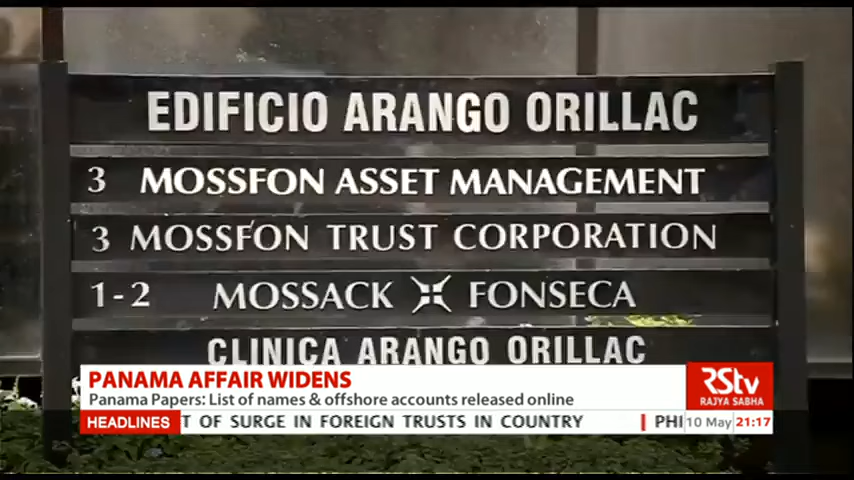 EDIFICIO ARANGO ORILLAC
3 MOSSFON ASSET MANAGEMENT
3 MOSSFON TRUST CORPORATION
1-2 MOSSACK FONSECA
CLINICA ARANGO ORILLAC
PANAMA AFFAIR WIDENS
Panama Papers: List of names & offshore accounts released online
RStv
RAJYA SABHA
HEADLINES T OF SURGE IN FOREIGN TRUSTS IN COUNTRY | PHI 10 May 21:17